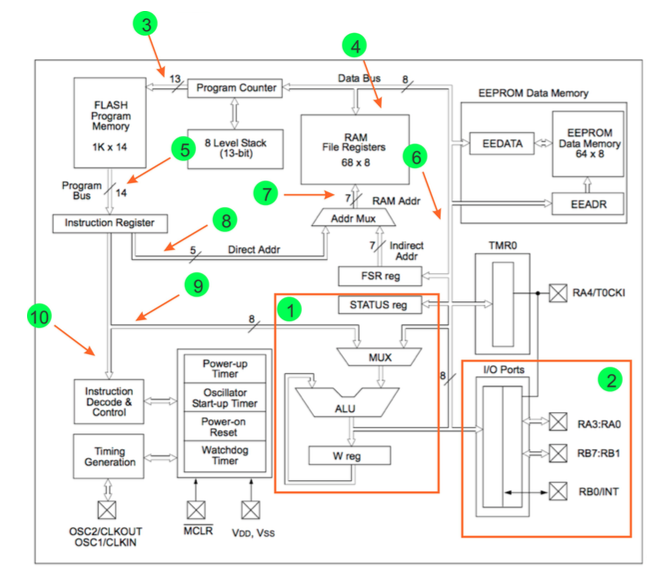 3
4
13
Program Counter
Data Bus
8
FLASH
Program
Memory
1K x 14
8 Level Stack
(13-bit)
RAM
File Registers
68 x 8
EEPROM Data Memory
EEDATA
EEPROM
Data Memory
64 x 8
EEADR
5
6
Program
Bus
14
7
7
RAM Addr
Addr Mux
Instruction Register
8
5
Direct Addr
7
Indirect
Addr
FSR reg
TMR0
RA4/T0CKI
9
1
STATUS reg
10
8
MUX
8
I/O Ports
2
Power-up
Timer
Oscillator
Start-up Timer
Power-on
Reset
Watchdog
Timer
Instruction
Decode &
Control
ALU
RA3:RA0
Timing
Generation
W reg
RB7:RB1
RB0/INT
OSC2/CLKOUT
OSC1/CLKIN
MCLR
VDD, VSS